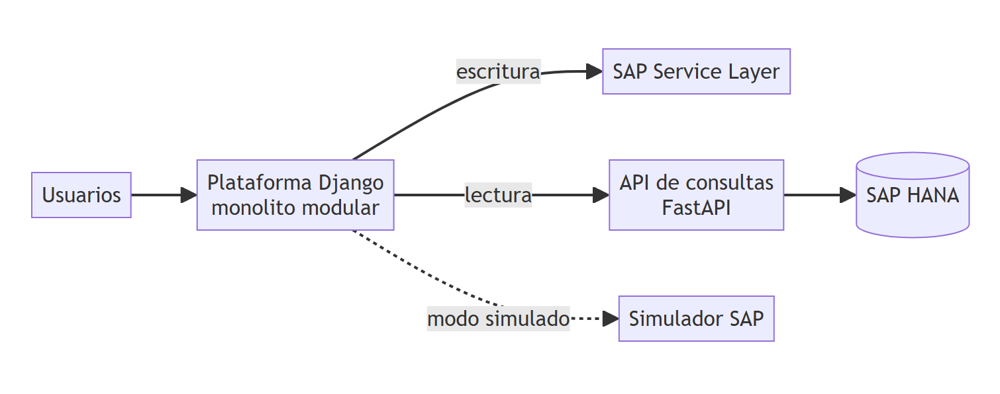 escritura
SAP Service Layer
Usuarios
Plataforma Django
monolito modular
lectura
API de consultas
FastAPI
SAP HANA
modo simulado
Simulador SAP